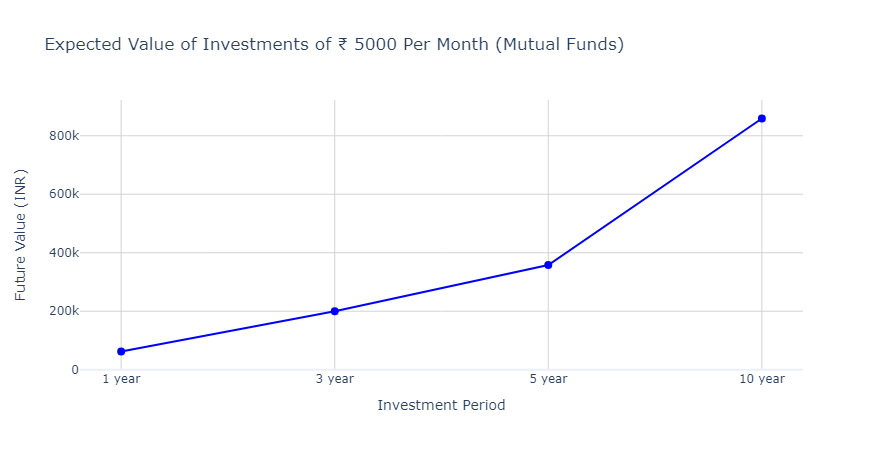 Expected Value of Investments of ₹ 5000 Per Month (Mutual Funds)
Future Value (INR)
800k
600k
400k
200k
0
1 year 3 year 5 year 10 year
Investment Period